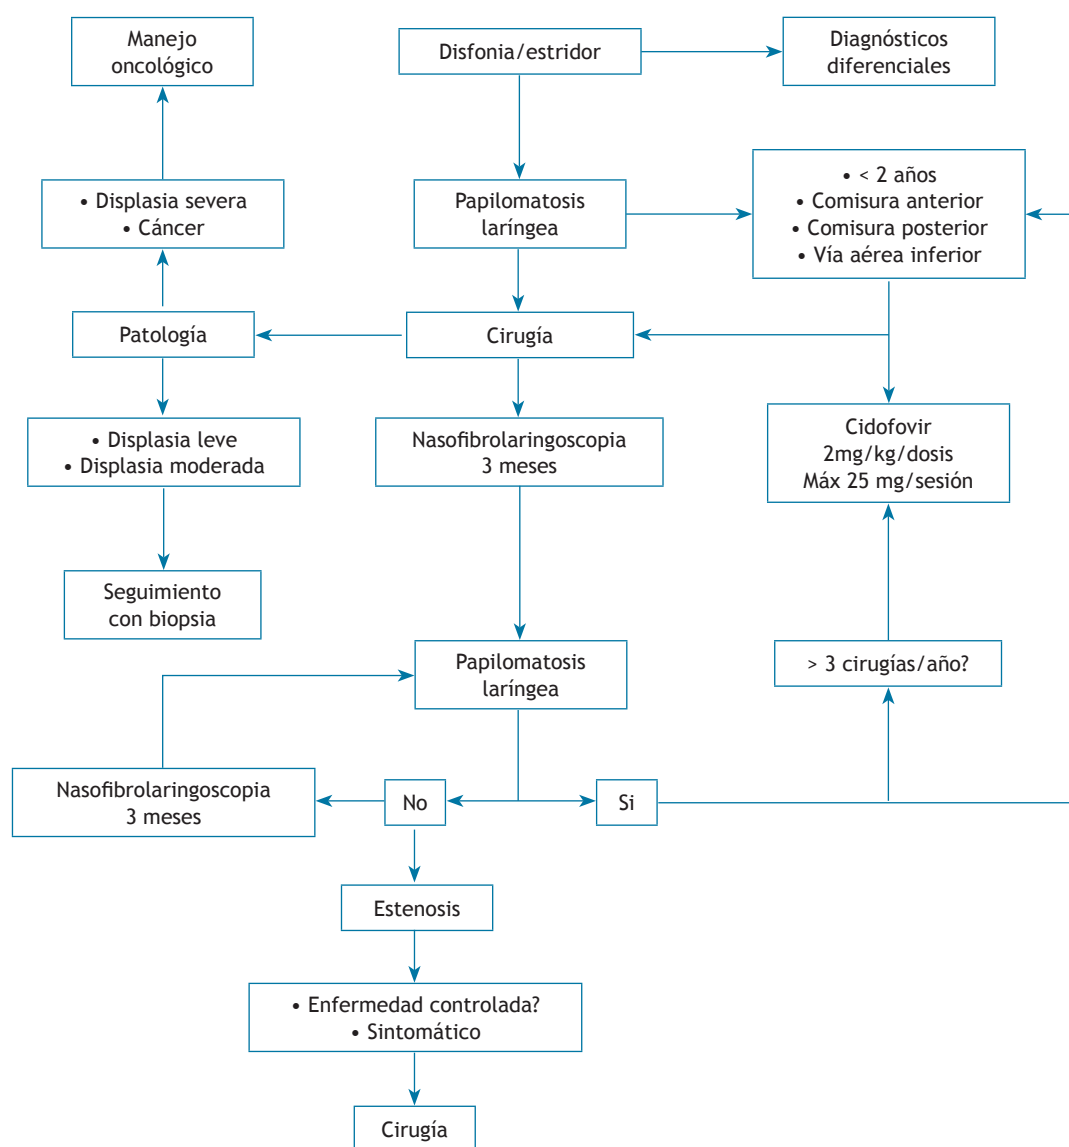 Manejo
oncológico
Disfonia/estridor
Diagnósticos
diferenciales
• Displasia severa
• Cáncer
Papilomatosis
laríngea
• < 2 años
• Comisura anterior
• Comisura posterior
• Vía aérea inferior
Patología
Cirugía
• Displasia leve
• Displasia moderada
Nasofibrolaringoscopia
3 meses
Cidofovir
2mg/kg/dosis
Máx 25 mg/sesión
Seguimiento
con biopsia
Papilomatosis
laríngea
> 3 cirugías/año?
Nasofibrolaringoscopia
3 meses
No
Si
Estenosis
• Enfermedad controlada?
• Sintomático
Cirugía